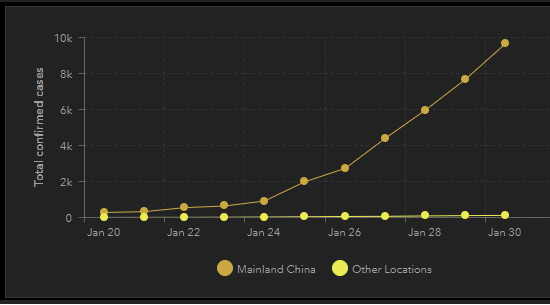 Total confirmed cases
10k
8k
6k
4k
2k
0
Jan 20 Jan 22 Jan 24 Jan 26 Jan 28 Jan 30
Mainland China Other Locations